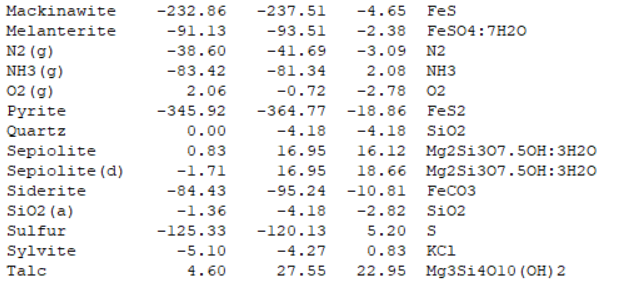 Mackinawite -232.86 -237.51 -4.65 FeS
Melanterite -91.13 -93.51 -2.38 FeSO4:7H2O
N2(g) -38.60 -41.69 -3.09 N2
NH3(g) -83.42 -81.34 2.08 NH3
O2(g) 2.06 -0.72 -2.78 O2
Pyrite -345.92 -364.77 -18.86 FeS2
Quartz 0.00 -4.18 -4.18 SiO2
Sepiolite 0.83 16.95 16.12 Mg2Si3O7.5OH:3H2O
Sepiolite(d) -1.71 16.95 18.66 Mg2Si3O7.5OH:3H2O
Siderite -84.43 -95.24 -10.81 FeCO3
SiO2(a) -1.36 -4.18 -2.82 SiO2
Sulfur -125.33 -120.13 5.20 S
Sylvite -5.10 -4.27 0.83 KCl
Talc 4.60 27.55 22.95 Mg3Si4O10(OH)2